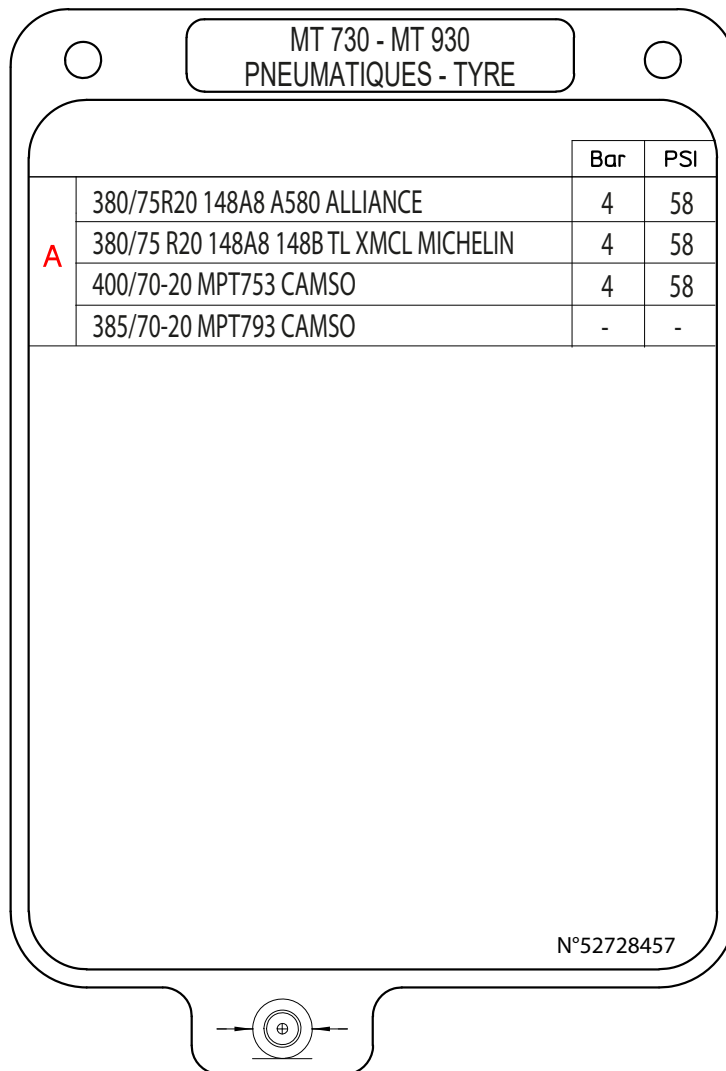 MT 730 - MT 930
PNEUMATIQUES - TYRE
Bar PSI
A
380/75R20 148A8 A580 ALLIANCE 4 58
380/75 R20 148A8 148B TL XMCL MICHELIN 4 58
400/70-20 MPT753 CAMSO 4 58
385/70-20 MPT793 CAMSO - -
N°52728457